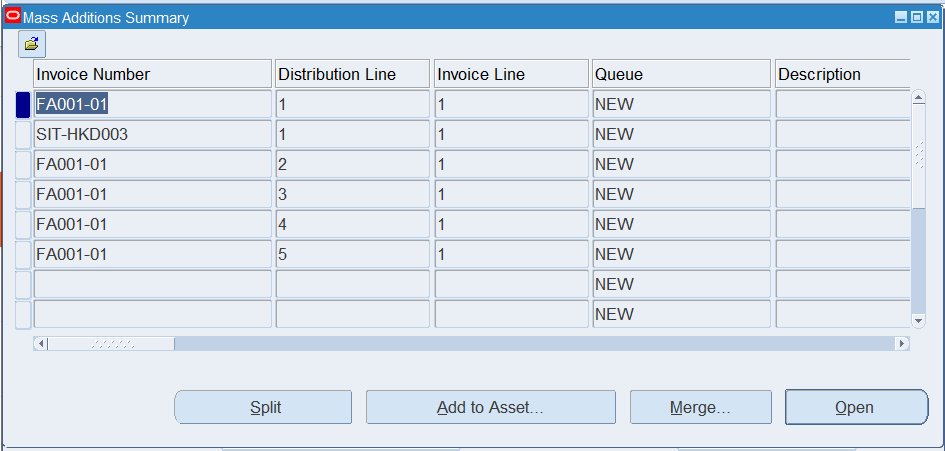 Mass Additions Summary
Invoice Number Distribution Line Invoice Line Queue Description
FA001-01 1 1 NEW
SIT-HKD003 1 1 NEW
FA001-01 2 1 NEW
FA001-01 3 1 NEW
FA001-01 4 1 NEW
FA001-01 5 1 NEW
NEW
NEW
Split Add to Asset... Merge... Open